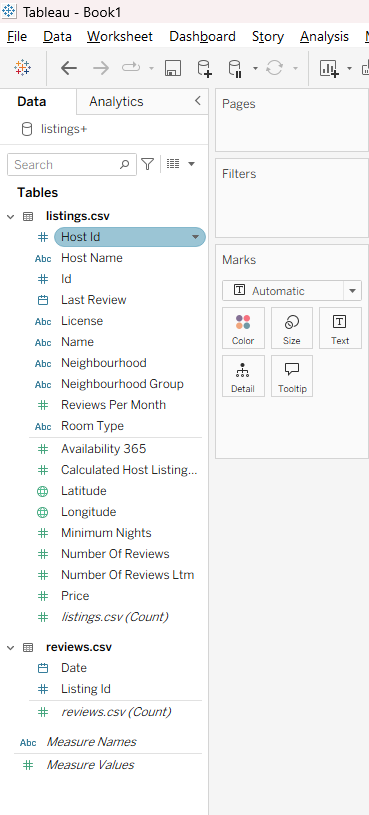 Tableau - Book1
File Data Worksheet Dashboard Story Analysis M
Data Analytics
listings+
Search
Tables
listings.csv
Host Id
Abc Host Name
Id
Last Review
Abc License
Abc Name
Abc Neighbourhood
Abc Neighbourhood Group
Reviews Per Month
Abc Room Type
Availability 365
Calculated Host Listing...
Latitude
Longitude
Minimum Nights
Number Of Reviews
Number Of Reviews Ltm
Price
listings.csv (Count)
reviews.csv
Date
Listing Id
reviews.csv (Count)
Abc Measure Names
Measure Values
Pages
Filters
Marks
T Automatic
Color Size Text
Detail Tooltip